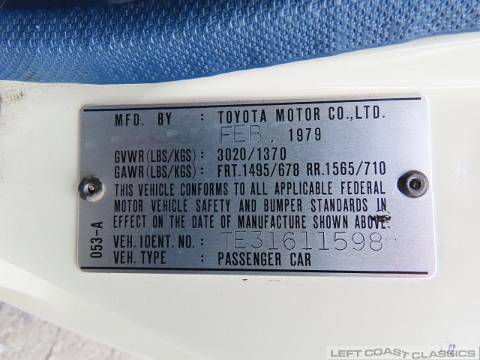 MFD. BY : TOYOTA MOTOR CO.,LTD.
FEB. 1979
GVWR(LBS/KGS): 3020/1370
GAWR(LBS/KGS): FRT.1495/678 RR.1565/710
THIS VEHICLE CONFORMS TO ALL APPLICABLE FEDERAL
MOTOR VEHICLE SAFETY AND BUMPER STANDARDS IN
EFFECT ON THE DATE OF MANUFACTURE SHOWN ABOVE.
VEH. IDENT. NO. : TE31611598
VEH. TYPE : PASSENGER CAR
053-A
LEFT COAST CLASSICS